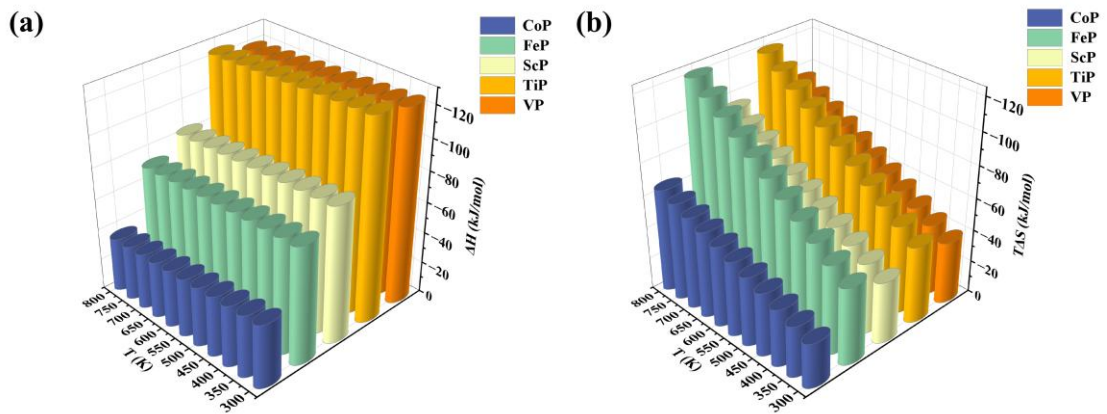 (a)
CoP
FeP
ScP
TiP
VP
−120
−100
−80
−60
−40
−20
0
ΔH (kJ/mol)
800
750
700
650
600
550
500
450
400
350
300
T (K)
(b)
CoP
FeP
ScP
TiP
VP
120
100
80
60
40
20
0
TΔS (kJ/mol)
800
750
700
650
600
550
500
450
400
350
300
T (K)